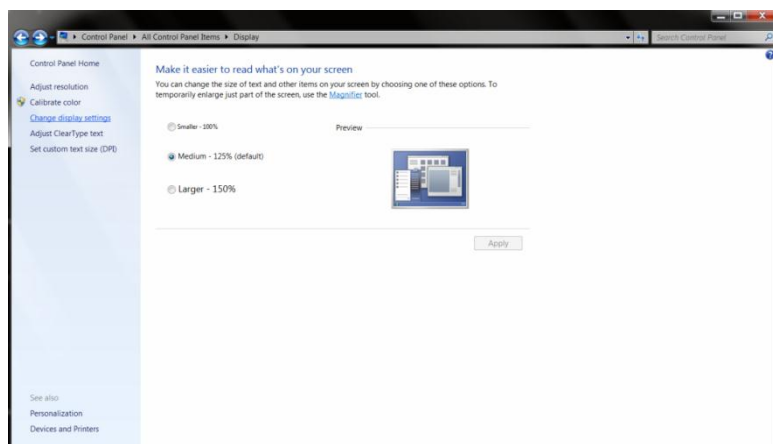 Control Panel ▸ All Control Panel Items ▸ Display
Search Control Panel
Control Panel Home
Adjust resolution
Calibrate color
Change display settings
Adjust ClearType text
Set custom text size (DPI)
Make it easier to read what's on your screen
You can change the size of text and other items on your screen by choosing one of these options. To
temporarily enlarge just part of the screen, use the Magnifier tool.
Smaller - 100%
Preview
Medium - 125% (default)
Larger - 150%
Apply
See also
Personalization
Devices and Printers